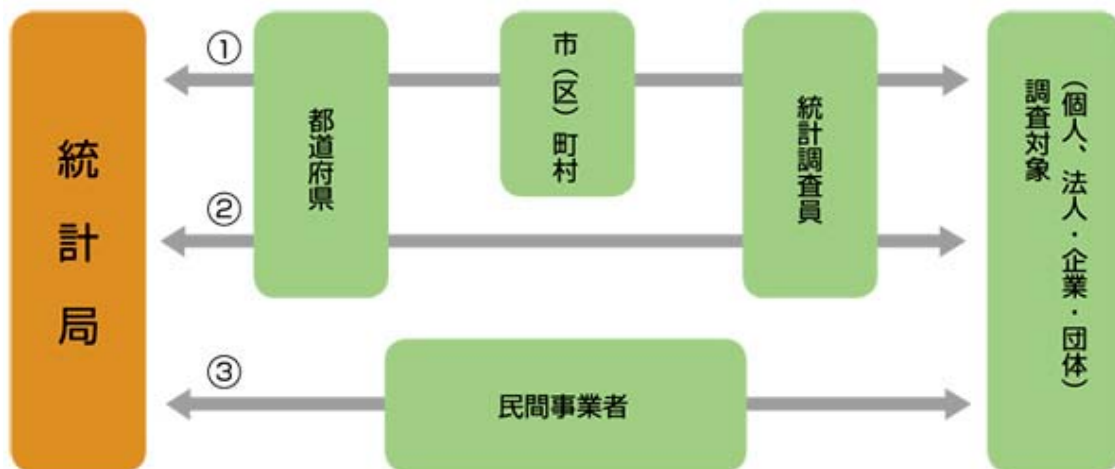 統計局
①
都道府県
市（区）町村
統計調査員
調査対象
（個人、法人・企業・団体）
②
③
民間事業者